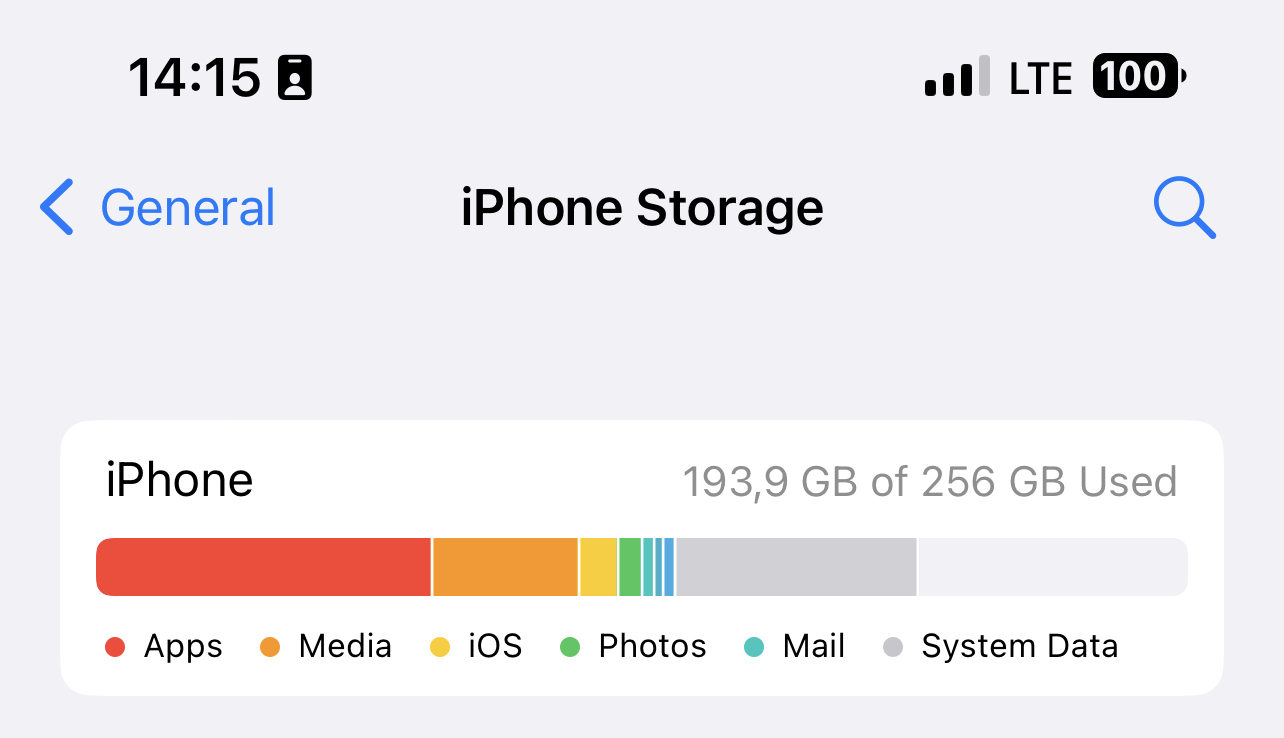 14:15 LTE 100
General iPhone Storage
iPhone 193,9 GB of 256 GB Used
Apps Media iOS Photos Mail System Data